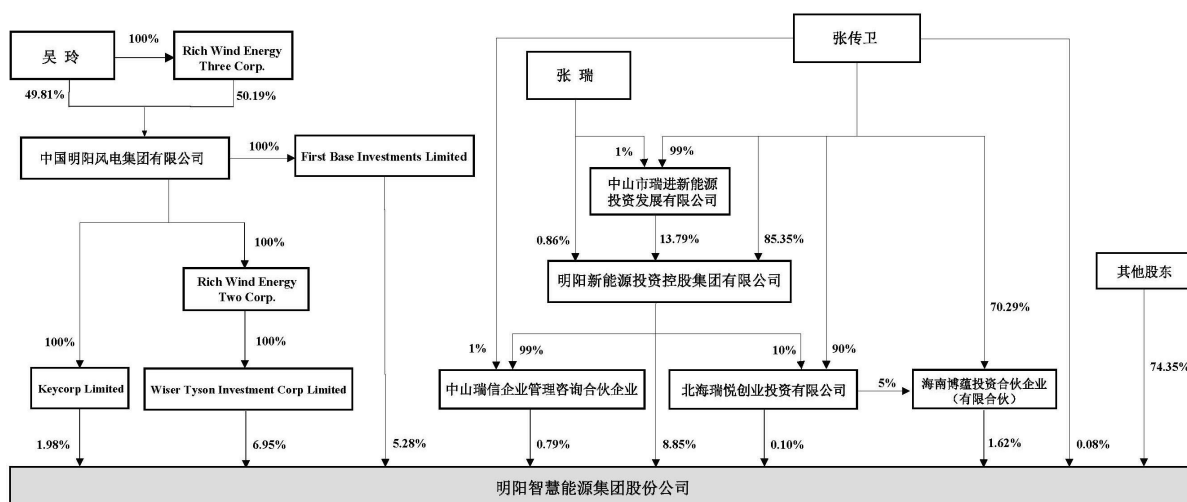 张传卫
吴 玲
100%
Rich Wind Energy
Three Corp.
张 瑞
49.81%
50.19%
中国明阳风电集团有限公司
100%
First Base Investments Limited
1%
99%
中山市瑞进新能源
投资发展有限公司
0.86%
13.79%
85.35%
100%
明阳新能源投资控股集团有限公司
其他股东
Rich Wind Energy
Two Corp.
70.29%
100%
100%
1%
99%
10%
90%
74.35%
Keycorp Limited
Wiser Tyson Investment Corp Limited
中山瑞信企业管理咨询合伙企业
北海瑞悦创业投资有限公司
5%
海南博蕴投资合伙企业
（有限合伙）
1.98%
6.95%
5.28%
0.79%
8.85%
0.10%
1.62%
0.08%
明阳智慧能源集团股份公司